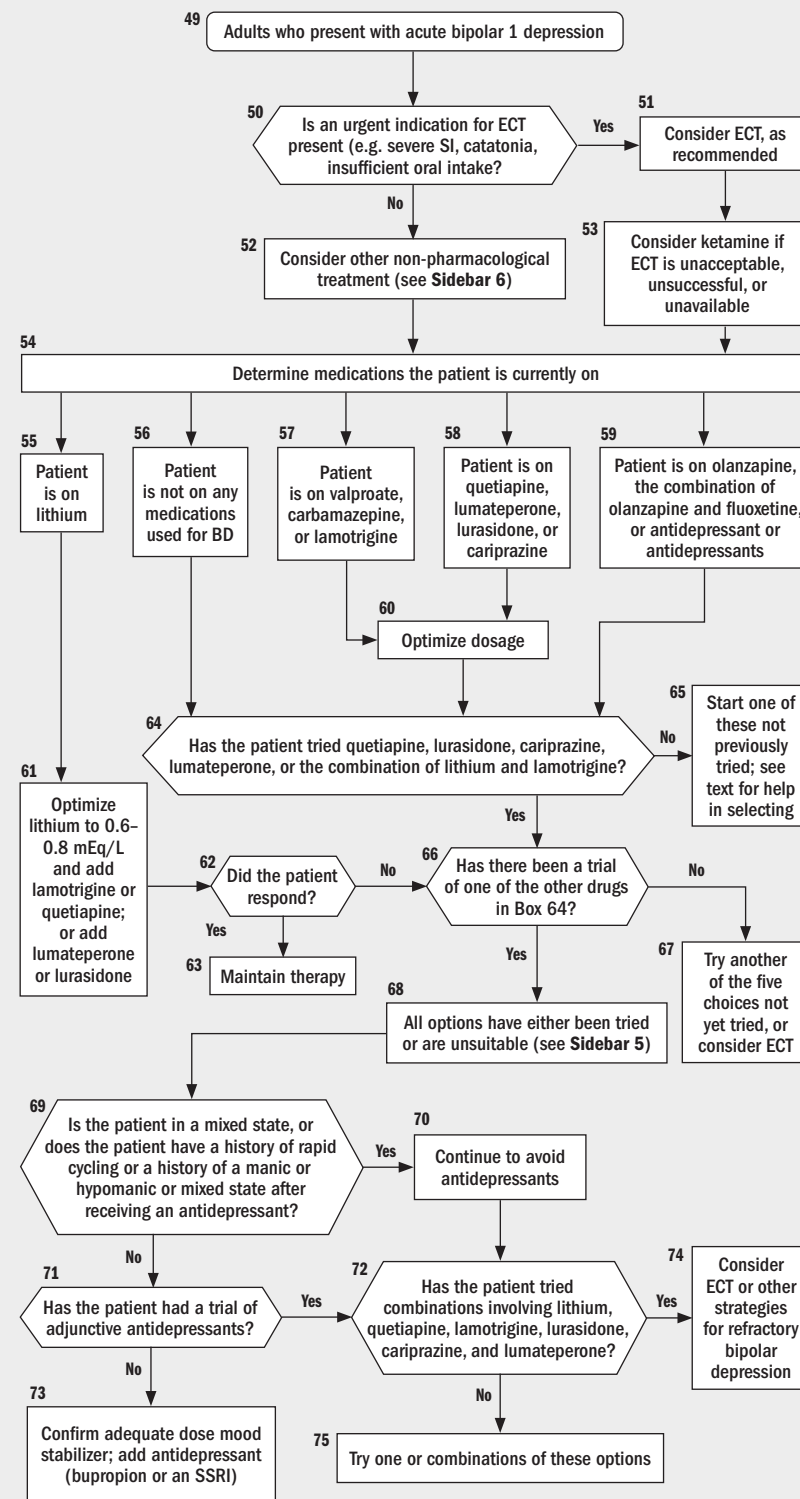 49
Adults who present with acute bipolar 1 depression
50
Is an urgent indication for ECT
present (e.g. severe SI, catatonia,
insufficient oral intake?
Yes
51
Consider ECT, as
recommended
No
52
Consider other non-pharmacological
treatment (see Sidebar 6)
53
Consider ketamine if
ECT is unacceptable,
unsuccessful, or
unavailable
54
Determine medications the patient is currently on
55
Patient
is on
lithium
56
Patient
is not on any
medications
used for BD
57
Patient
is on valproate,
carbamazepine,
or lamotrigine
58
Patient is on
quetiapine,
lumateperone,
lurasidone, or
cariprazine
59
Patient is on olanzapine,
the combination of
olanzapine and fluoxetine,
or antidepressant or
antidepressants
60
Optimize dosage
64
Has the patient tried quetiapine, lurasidone, cariprazine,
lumateperone, or the combination of lithium and lamotrigine?
No
65
Start one of
these not
previously
tried; see
text for help
in selecting
Yes
61
Optimize
lithium to 0.6–
0.8 mEq/L
and add
lamotrigine or
quetiapine;
or add
lumateperone
or lurasidone
62
Did the patient
respond?
No
Yes
63
Maintain therapy
66
Has there been a trial
of one of the other drugs
in Box 64?
No
67
Try another
of the five
choices not
yet tried, or
consider ECT
Yes
68
All options have either been tried
or are unsuitable (see Sidebar 5)
69
Is the patient in a mixed state, or
does the patient have a history of rapid
cycling or a history of a manic or
hypomanic or mixed state after
receiving an antidepressant?
Yes
70
Continue to avoid
antidepressants
No
71
Has the patient had a trial of
adjunctive antidepressants?
Yes
72
Has the patient tried
combinations involving lithium,
quetiapine, lamotrigine, lurasidone,
cariprazine, and lumateperone?
Yes
74
Consider
ECT or other
strategies
for refractory
bipolar
depression
No
73
Confirm adequate dose mood
stabilizer; add antidepressant
(bupropion or an SSRI)
No
75
Try one or combinations of these options